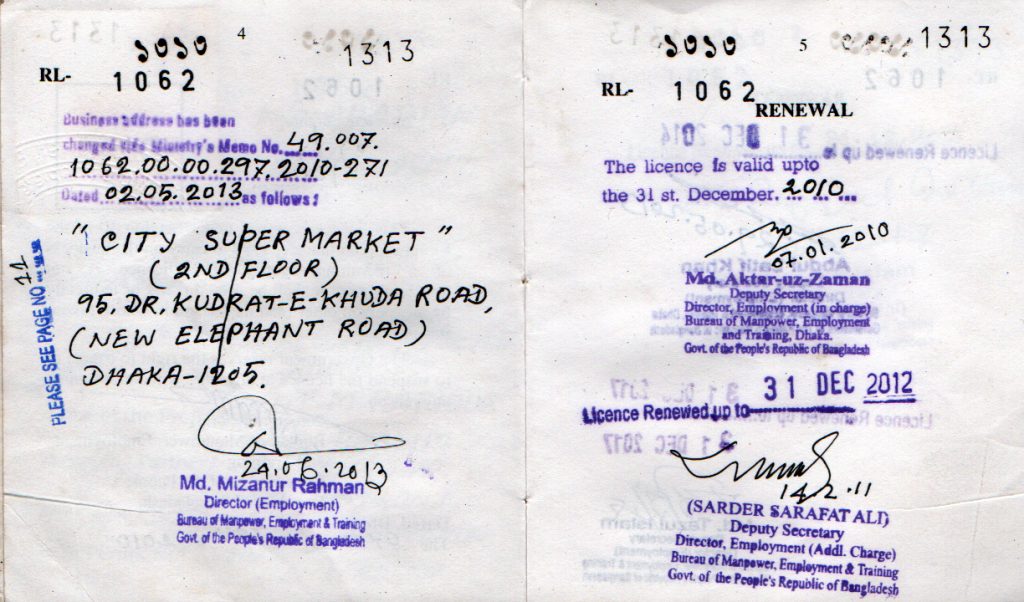 4
1313
RL- 1062
Business address has been
changed vide Ministry's Memo No. 49.007.
1062.00.00.297.2010-271
Dated 02.05.2013 as follows :
" CITY SUPER MARKET "
(2ND FLOOR)
95, DR. KUDRAT-E-KHUDA ROAD,
(NEW ELEPHANT ROAD)
DHAKA-1205.
PLEASE SEE PAGE NO ... 11
24.06.2013
Md. Mizanur Rahman
Director (Employment)
Bureau of Manpower, Employment & Training
Govt. of the People's Republic of Bangladesh
5
1313
RL- 1062
RENEWAL
The licence is valid upto
the 31 st. December. 2010
07.01.2010
Md. Aktar-uz-Zaman
Deputy Secretary
Director, Employment (in charge)
Bureau of Manpower, Employment
and Training, Dhaka.
Govt. of the People's Republic of Bangladesh
31 DEC 2012
Licence Renewed up to
14.2.11
(SARDER SARAFAT ALI)
Deputy Secretary
Director, Employment (Addl. Charge)
Bureau of Manpower, Employment & Training
Govt. of the People's Republic of Bangladesh